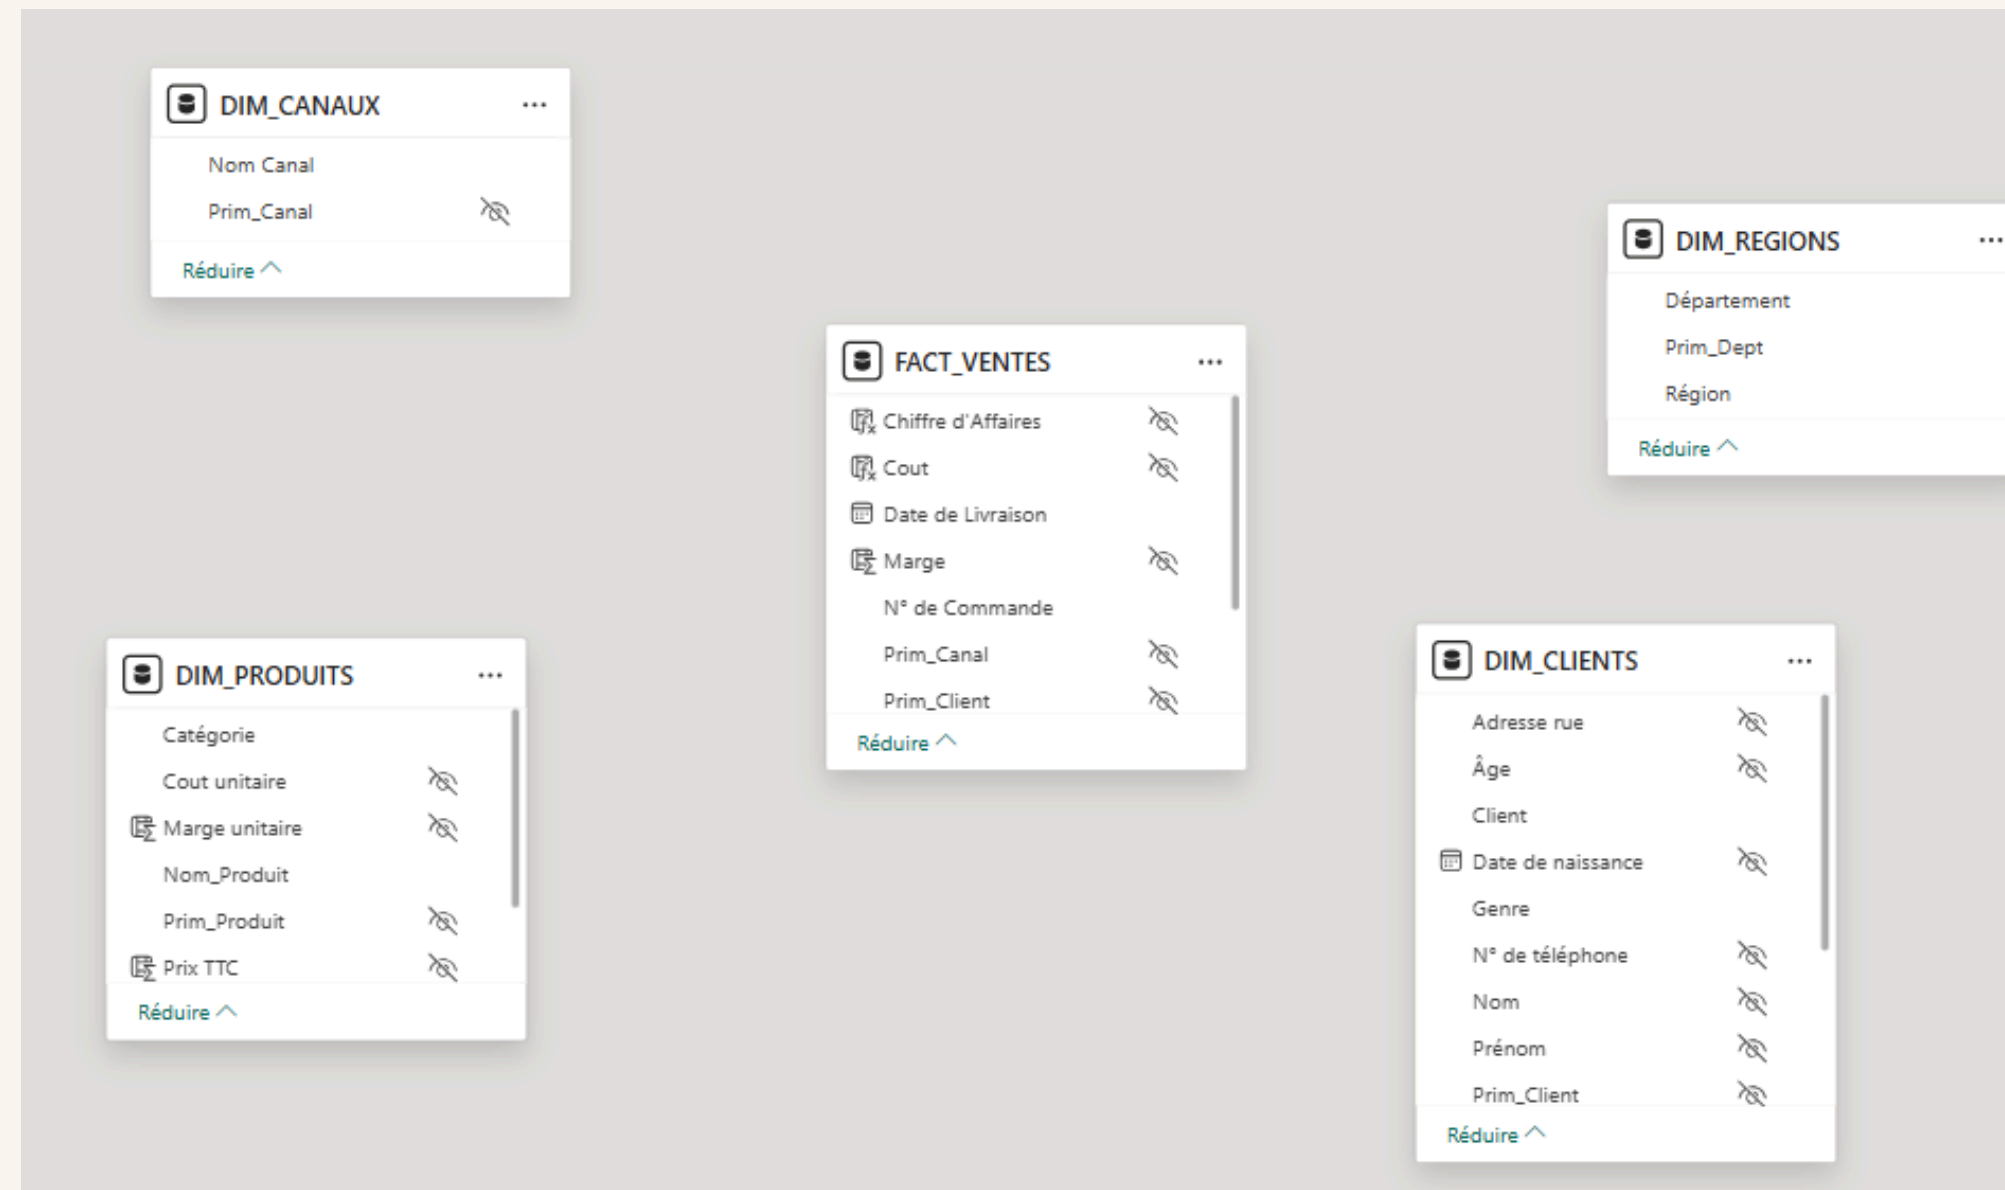 DIM_CANAUX
Nom Canal
Prim_Canal
Réduire
DIM_REGIONS
Département
Prim_Dept
Région
Réduire
FACT_VENTES
Chiffre d'Affaires
Cout
Date de Livraison
Marge
N° de Commande
Prim_Canal
Prim_Client
Réduire
DIM_PRODUITS
Catégorie
Cout unitaire
Marge unitaire
Nom_Produit
Prim_Produit
Prix TTC
Réduire
DIM_CLIENTS
Adresse rue
Âge
Client
Date de naissance
Genre
N° de téléphone
Nom
Prénom
Prim_Client
Réduire